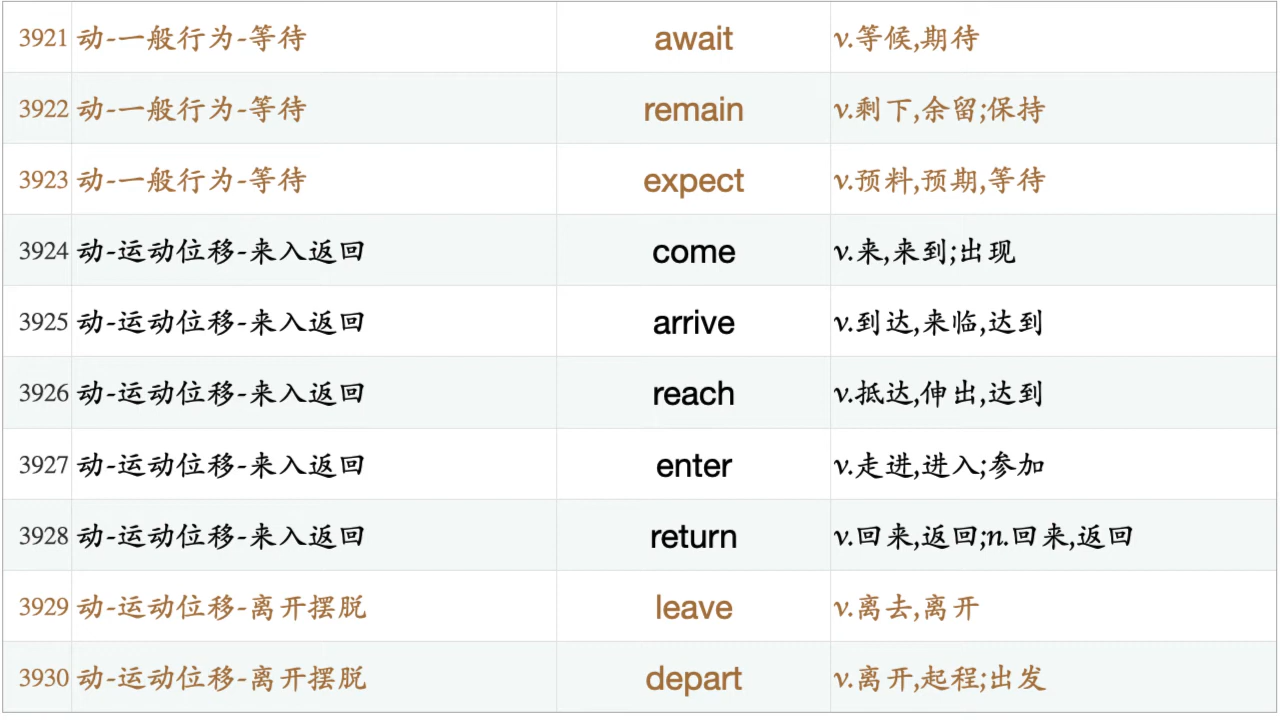 3921 动-一般行为-等待 await v.等候,期待
3922 动-一般行为-等待 remain v.剩下,余留;保持
3923 动-一般行为-等待 expect v.预料,预期,等待
3924 动-运动位移-来入返回 come v.来,来到;出现
3925 动-运动位移-来入返回 arrive v.到达,来临,达到
3926 动-运动位移-来入返回 reach v.抵达,伸出,达到
3927 动-运动位移-来入返回 enter v.走进,进入;参加
3928 动-运动位移-来入返回 return v.回来,返回;n.回来,返回
3929 动-运动位移-离开摆脱 leave v.离去,离开
3930 动-运动位移-离开摆脱 depart v.离开,起程;出发